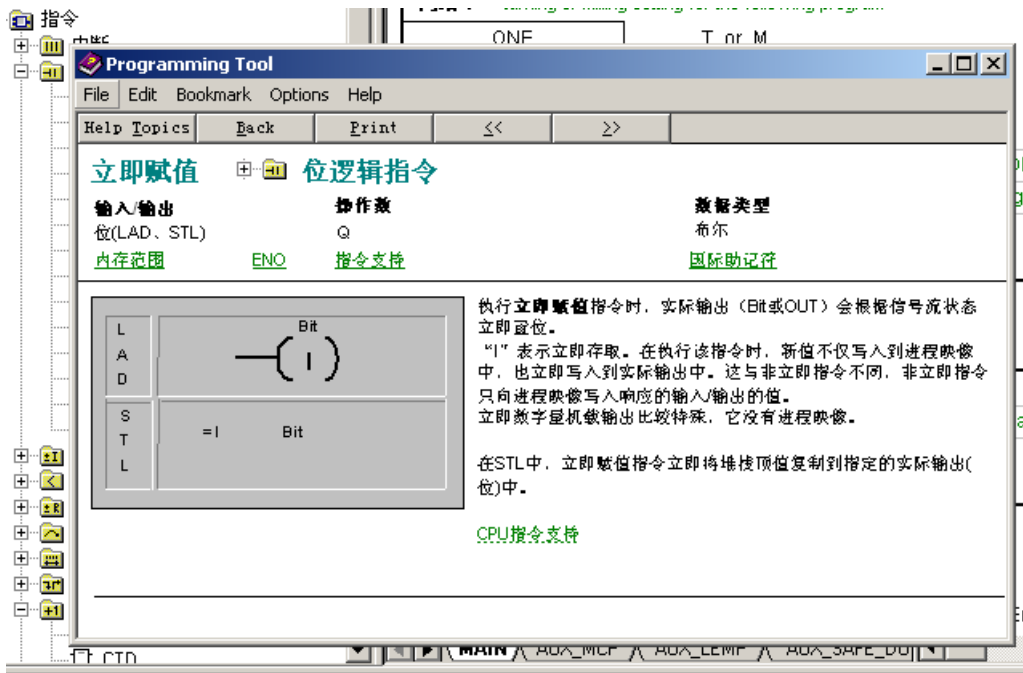 指令
ONE
T or M
中断
Programming Tool
File Edit Bookmark Options Help
Help Topics Back Print << >>
立即赋值 位逻辑指令
输入/输出 操作数 数据类型
位(LAD、STL) Q 布尔
内存范围 ENO 指令支持 国际助记符
L
A
D
Bit
I
S
T
L
=I Bit
执行立即赋值指令时，实际输出（Bit或OUT）会根据信号流状态
立即置位。
“I”表示立即存取。在执行该指令时，新值不仅写入到进程映像
中，也立即写入到实际输出中。这与非立即指令不同，非立即指令
只向进程映像写入响应的输入/输出的值。
立即数字量机载输出比较特殊，它没有进程映像。
在STL中，立即赋值指令立即将堆栈顶值复制到指定的实际输出(
位)中。
CPU指令支持
CTD
MAIN AUX_MCP AUX_LEMP AUX_SAFE_DO